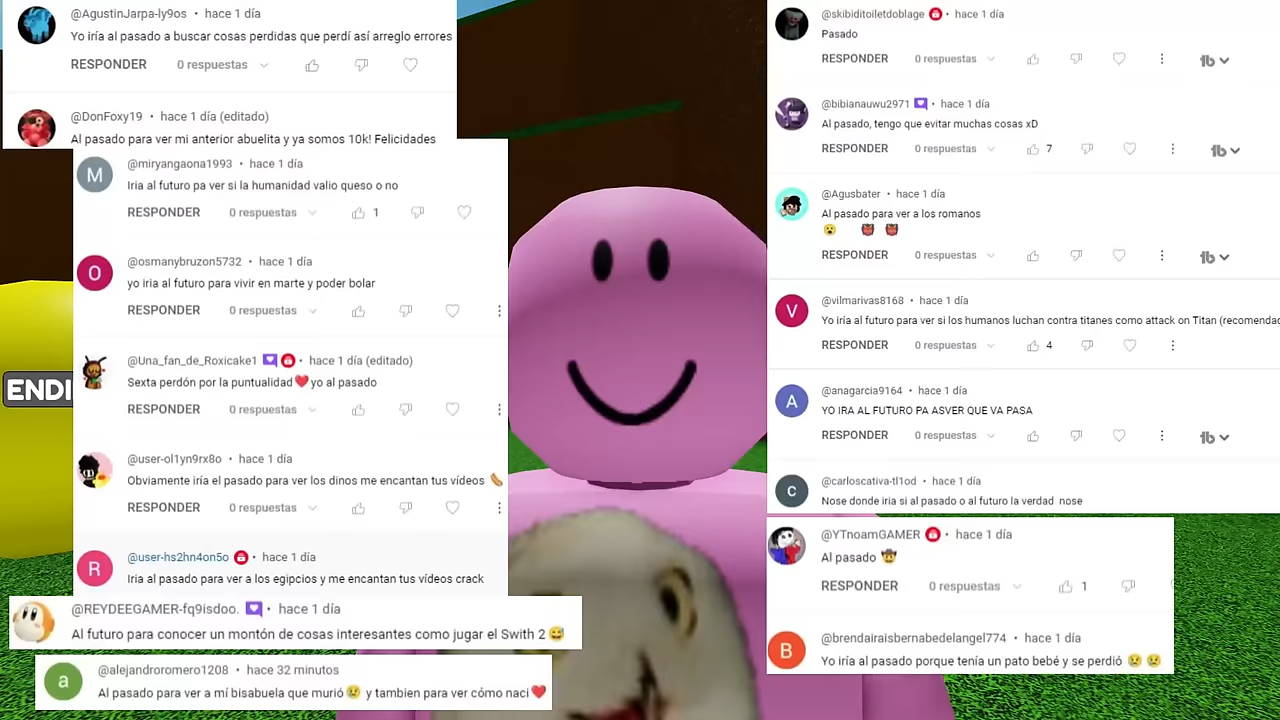 @AgustinJarpa-ly9os • hace 1 día
Yo iría al pasado a buscar cosas perdidas que perdí así arreglo errores
RESPONDER 0 respuestas
@DonFoxy19 • hace 1 día (editado)
Al pasado para ver mi anterior abuelita y ya somos 10k! Felicidades
M
@miryangaona1993 • hace 1 día
Iria al futuro pa ver si la humanidad valio queso o no
RESPONDER 0 respuestas 1
O
@osmanybruzon5732 • hace 1 día
yo iria al futuro para vivir en marte y poder bolar
RESPONDER 0 respuestas
@Una_fan_de_Roxicake1 • hace 1 día (editado)
Sexta perdón por la puntualidad❤️yo al pasado
RESPONDER 0 respuestas
ENDI
@user-ol1yn9rx8o • hace 1 día
Obviamente iría el pasado para ver los dinos me encantan tus vídeos 🌭
RESPONDER 0 respuestas
R
@user-hs2hn4on5o • hace 1 día
Iria al pasado para ver a los egipcios y me encantan tus vídeos crack
@REYDEEGAMER-fq9isdoo. • hace 1 día
Al futuro para conocer un montón de cosas interesantes como jugar el Swith 2😅
a
@alejandroromero1208 • hace 32 minutos
Al pasado para ver a mí bisabuela que murió😢 y tambien para ver cómo naci❤️
@skibiditoiletdoblage • hace 1 día
Pasado
RESPONDER 0 respuestas
@bibianauwu2971 • hace 1 día
Al pasado, tengo que evitar muchas cosas xD
RESPONDER 0 respuestas 7
@Agusbater • hace 1 día
Al pasado para ver a los romanos
😮 👹 👹
RESPONDER 0 respuestas
V
@vilmarivas8168 • hace 1 día
Yo iría al futuro para ver si los humanos luchan contra titanes como attack on Titan (recomendac
RESPONDER 0 respuestas 4
A
@anagarcia9164 • hace 1 día
YO IRA AL FUTURO PA ASVER QUE VA PASA
RESPONDER 0 respuestas
c
@carloscativa-tl1od • hace 1 día
Nose donde iria si al pasado o al futuro la verdad nose
@YTnoamGAMER • hace 1 día
Al pasado 🤠
RESPONDER 0 respuestas 1
B
@brendairaisbernabedelangel774 • hace 1 día
Yo iría al pasado porque tenía un pato bebé y se perdió 😢 😢